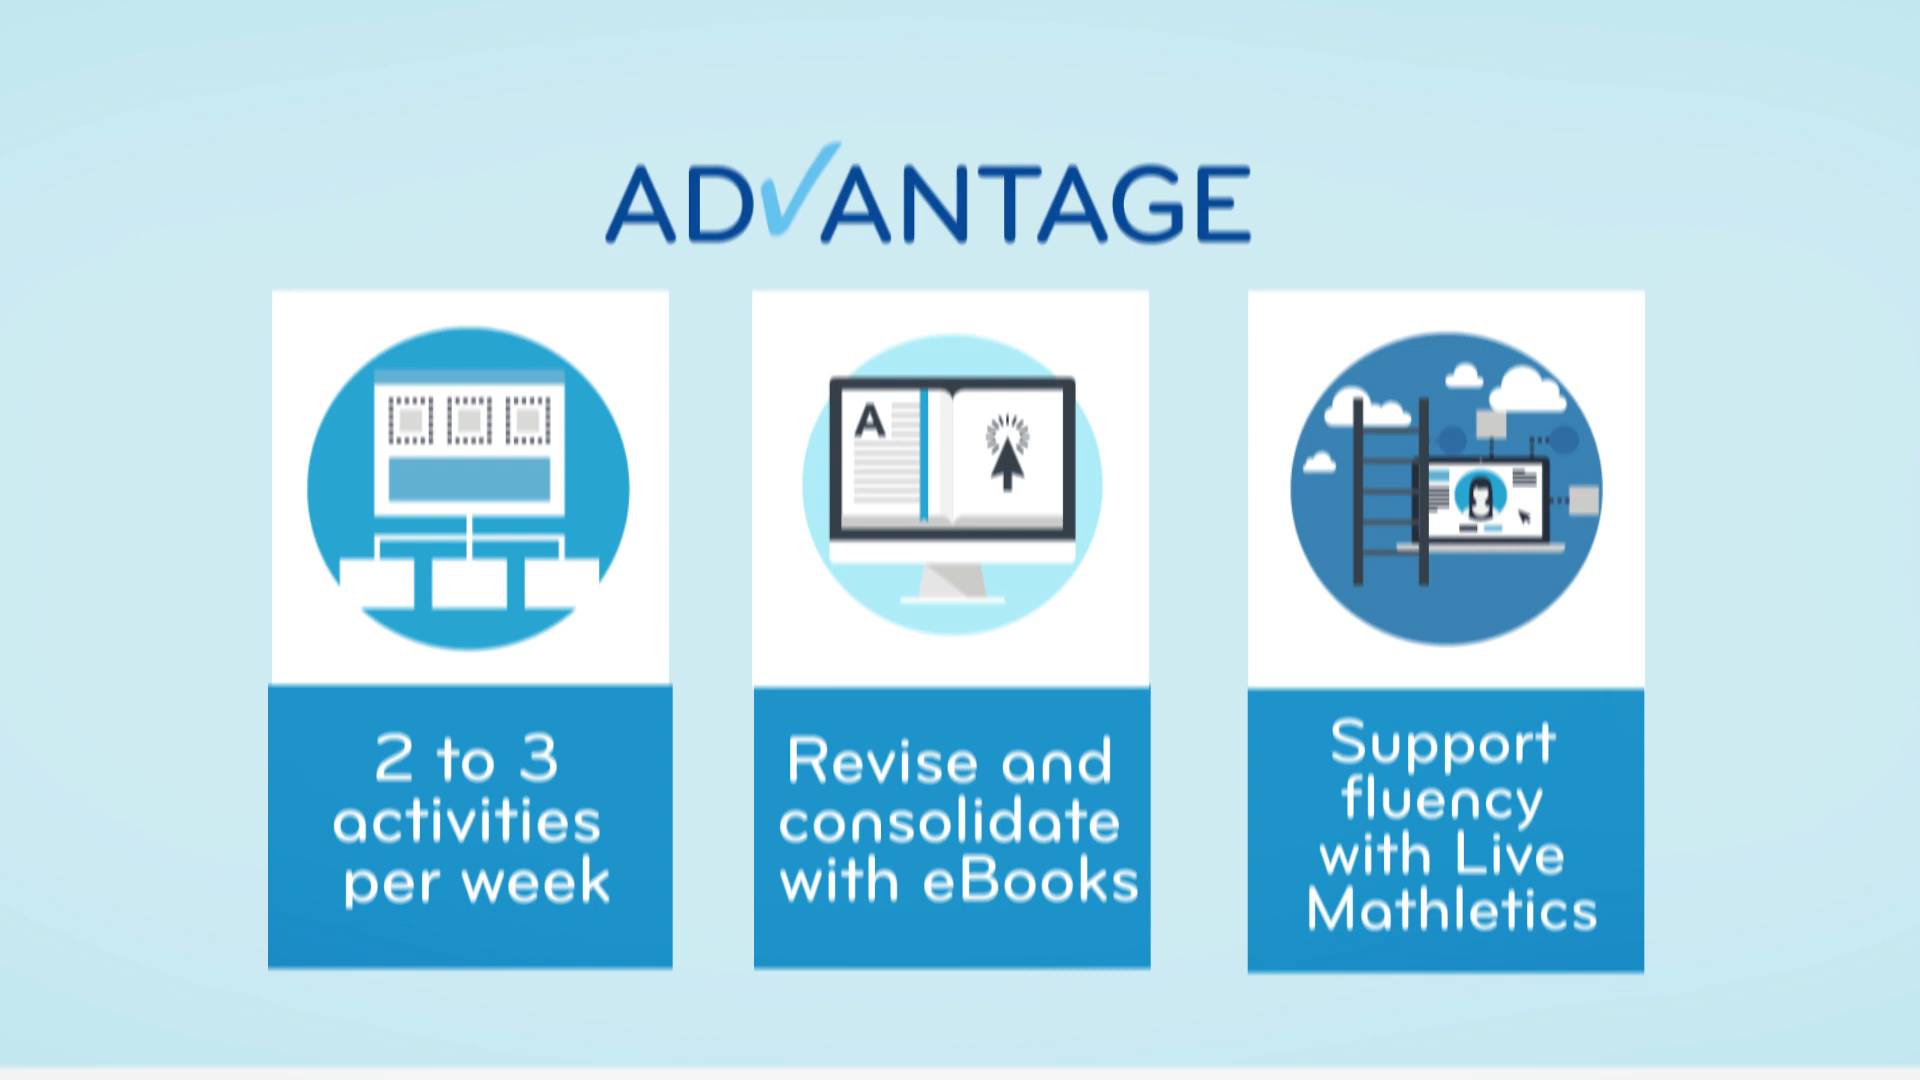 ADVANTAGE
A
2 to 3
activities
per week
Revise and
consolidate
with eBooks
Support
fluency
with Live
Mathletics